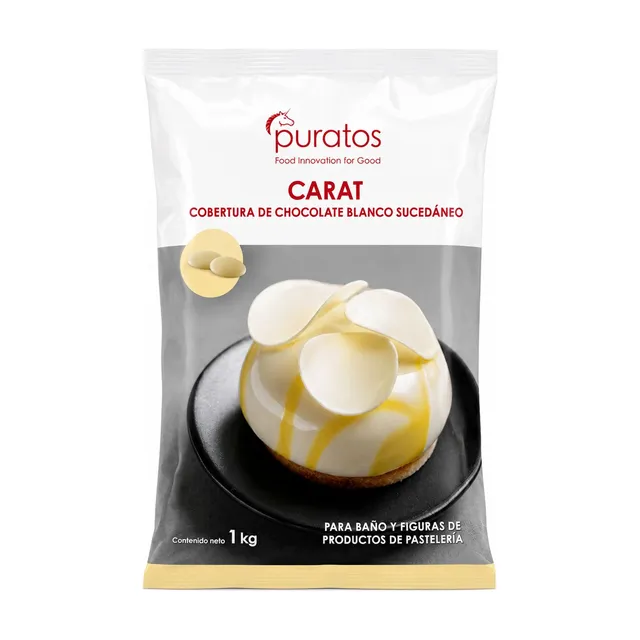 puratos
Food Innovation for Good
CARAT
COBERTURA DE CHOCOLATE BLANCO SUCEDÁNEO
PARA BAÑO Y FIGURAS DE
PRODUCTOS DE PASTELERÍA
Contenido neto 1 kg